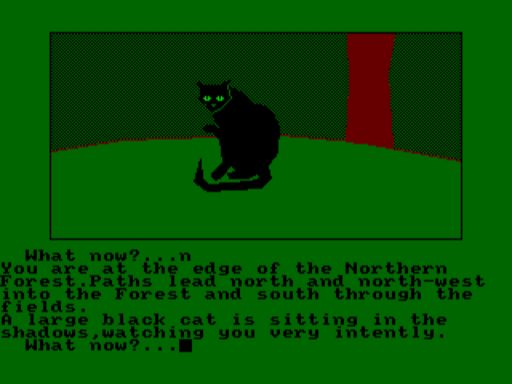 What now?...n
You are at the edge of the Northern
Forest.Paths lead north and north-west
into the Forest and south through the
fields.
A large black cat is sitting in the
shadows,watching you very intently.
What now?...